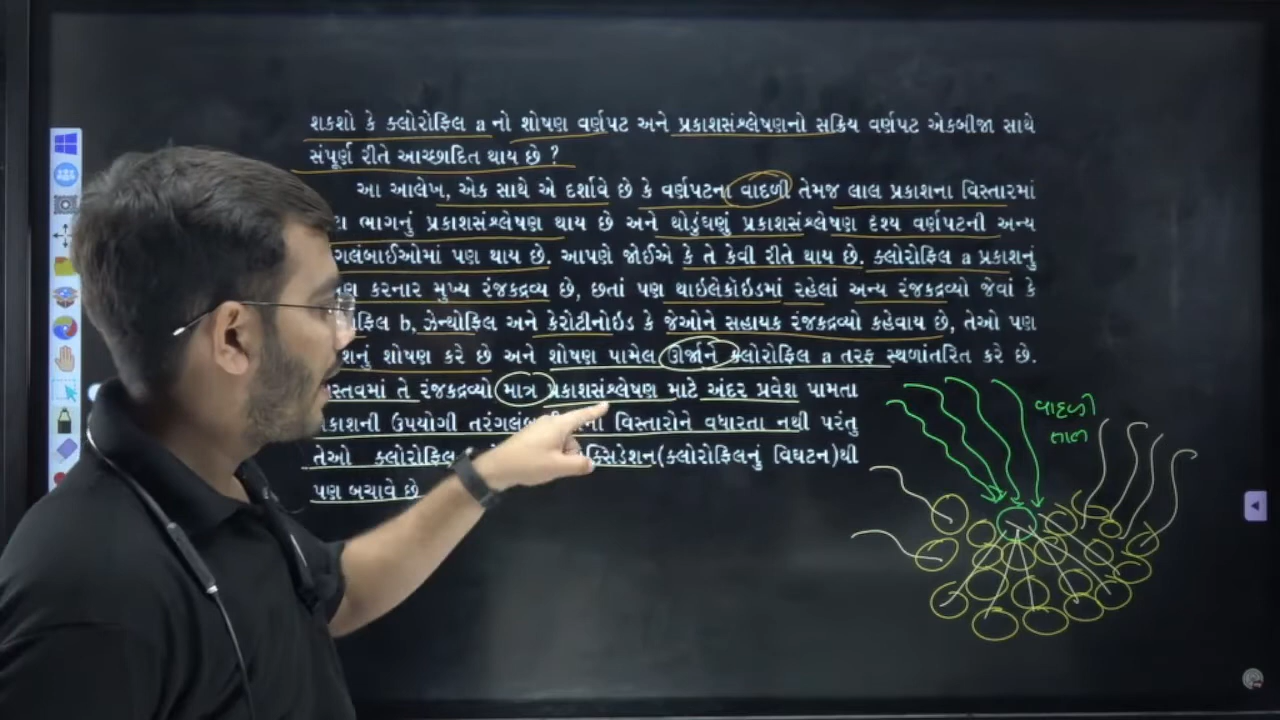 શકશો કે ક્લોરોફિલ a નો શોષણ વર્ણપટ અને પ્રકાશસંશ્લેષણનો સક્રિય વર્ણપટ એકબીજા સાથે
સંપૂર્ણ રીતે આચ્છાદિત થાય છે ?
આ આલેખ, એક સાથે એ દર્શાવે છે કે વર્ણપટના વાદળી તેમજ લાલ પ્રકાશના વિસ્તારમાં
ભાગનું પ્રકાશસંશ્લેષણ થાય છે અને થોડુંઘણું પ્રકાશસંશ્લેષણ દૃશ્ય વર્ણપટની અન્ય
ગલંબાઈઓમાં પણ થાય છે. આપણે જોઈએ કે તે કેવી રીતે થાય છે. ક્લોરોફિલ a પ્રકાશનું
કરનાર મુખ્ય રંજકદ્રવ્ય છે, છતાં પણ થાઇલેકોઇડમાં રહેલાં અન્ય રંજકદ્રવ્યો જેવાં કે
ફિલ b, ઝેન્થોફિલ અને કેરોટીનોઇડ કે જેઓને સહાયક રંજકદ્રવ્યો કહેવાય છે, તેઓ પણ
શનું શોષણ કરે છે અને શોષણ પામેલ ઊર્જાને ક્લોરોફિલ a તરફ સ્થળાંતરિત કરે છે.
સ્તવમાં તે રંજકદ્રવ્યો માત્ર પ્રકાશસંશ્લેષણ માટે અંદર પ્રવેશ પામતા
કાશની ઉપયોગી તરંગલંબ વિસ્તારોને વધારતા નથી પરંતુ
તેઓ ક્લોરોફિલ ક્સિડેશન(ક્લોરોફિલનું વિઘટન)થી
પણ બચાવે છે
વાદળી
લાલ